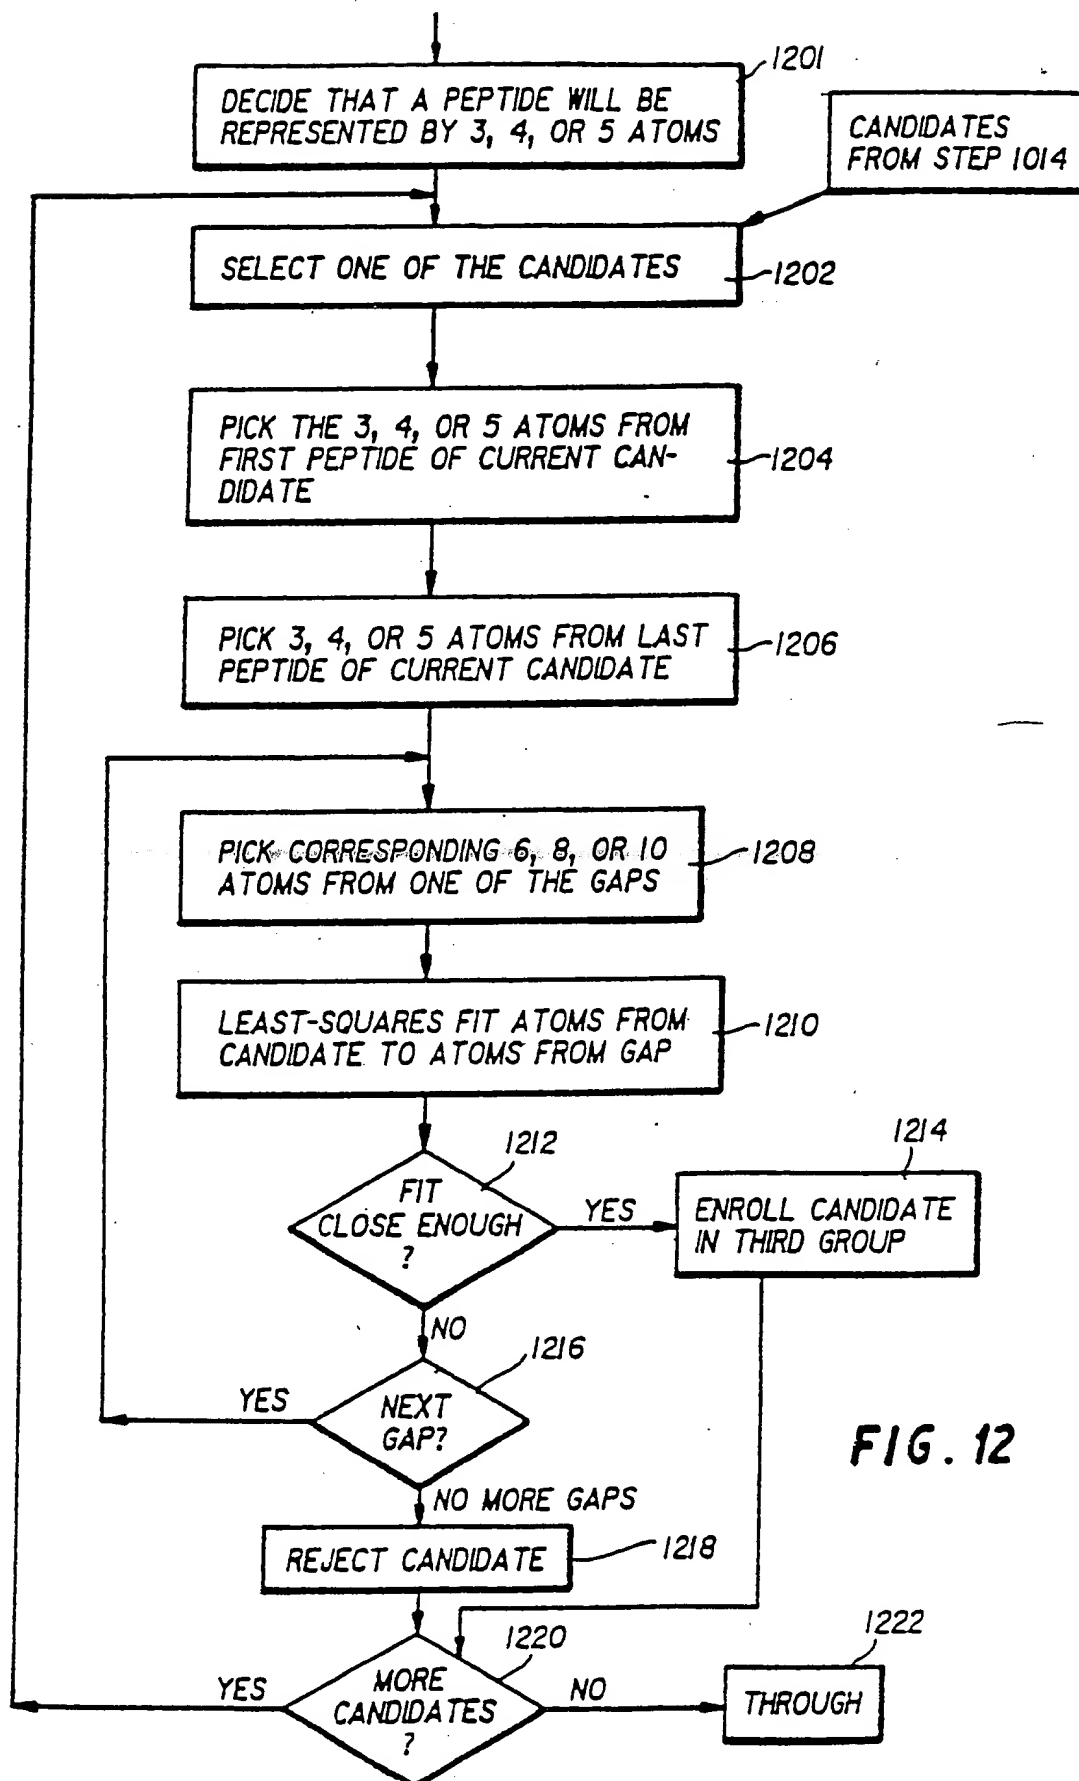 1201
DECIDE THAT A PEPTIDE WILL BE
REPRESENTED BY 3, 4, OR 5 ATOMS
CANDIDATES
FROM STEP 1014
SELECT ONE OF THE CANDIDATES
1202
PICK THE 3, 4, OR 5 ATOMS FROM
FIRST PEPTIDE OF CURRENT CAN-
DIDATE
1204
PICK 3, 4, OR 5 ATOMS FROM LAST
PEPTIDE OF CURRENT CANDIDATE
1206
PICK CORRESPONDING 6, 8, OR 10
ATOMS FROM ONE OF THE GAPS
1208
LEAST-SQUARES FIT ATOMS FROM
CANDIDATE TO ATOMS FROM GAP
1210
1212
FIT
CLOSE ENOUGH
?
YES
1214
ENROLL CANDIDATE
IN THIRD GROUP
NO
1216
NEXT
GAP?
YES
FIG. 12
NO MORE GAPS
REJECT CANDIDATE
1218
1220
MORE
CANDIDATES
?
YES
NO
1222
THROUGH